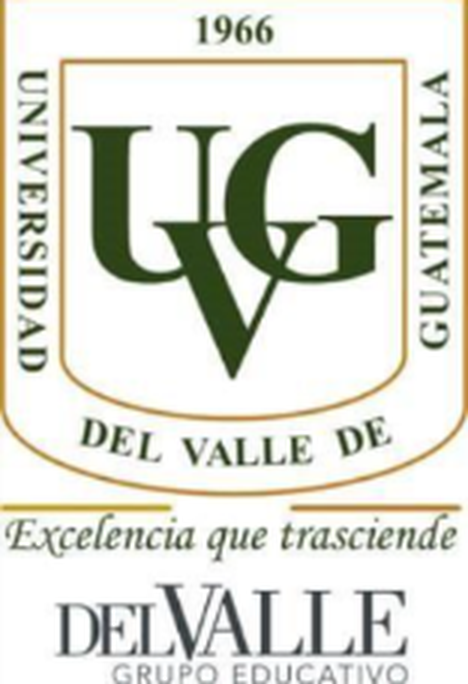 1966
UNIVERSIDAD
UVG
DEL VALLE DE
GUATEMALA
Excelencia que trasciende
DELVALLE
GRUPO EDUCATIVO